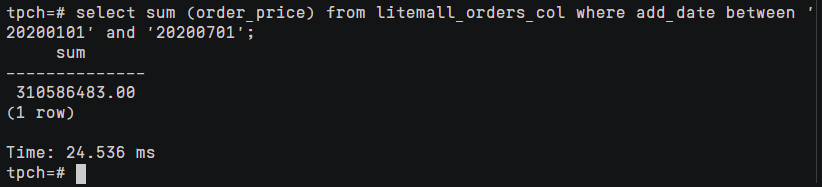 tpch=# select sum (order_price) from litemall_orders_col where add_date between '
20200101' and '20200701';
     sum
--------------
 310586483.00
(1 row)

Time: 24.536 ms
tpch=#